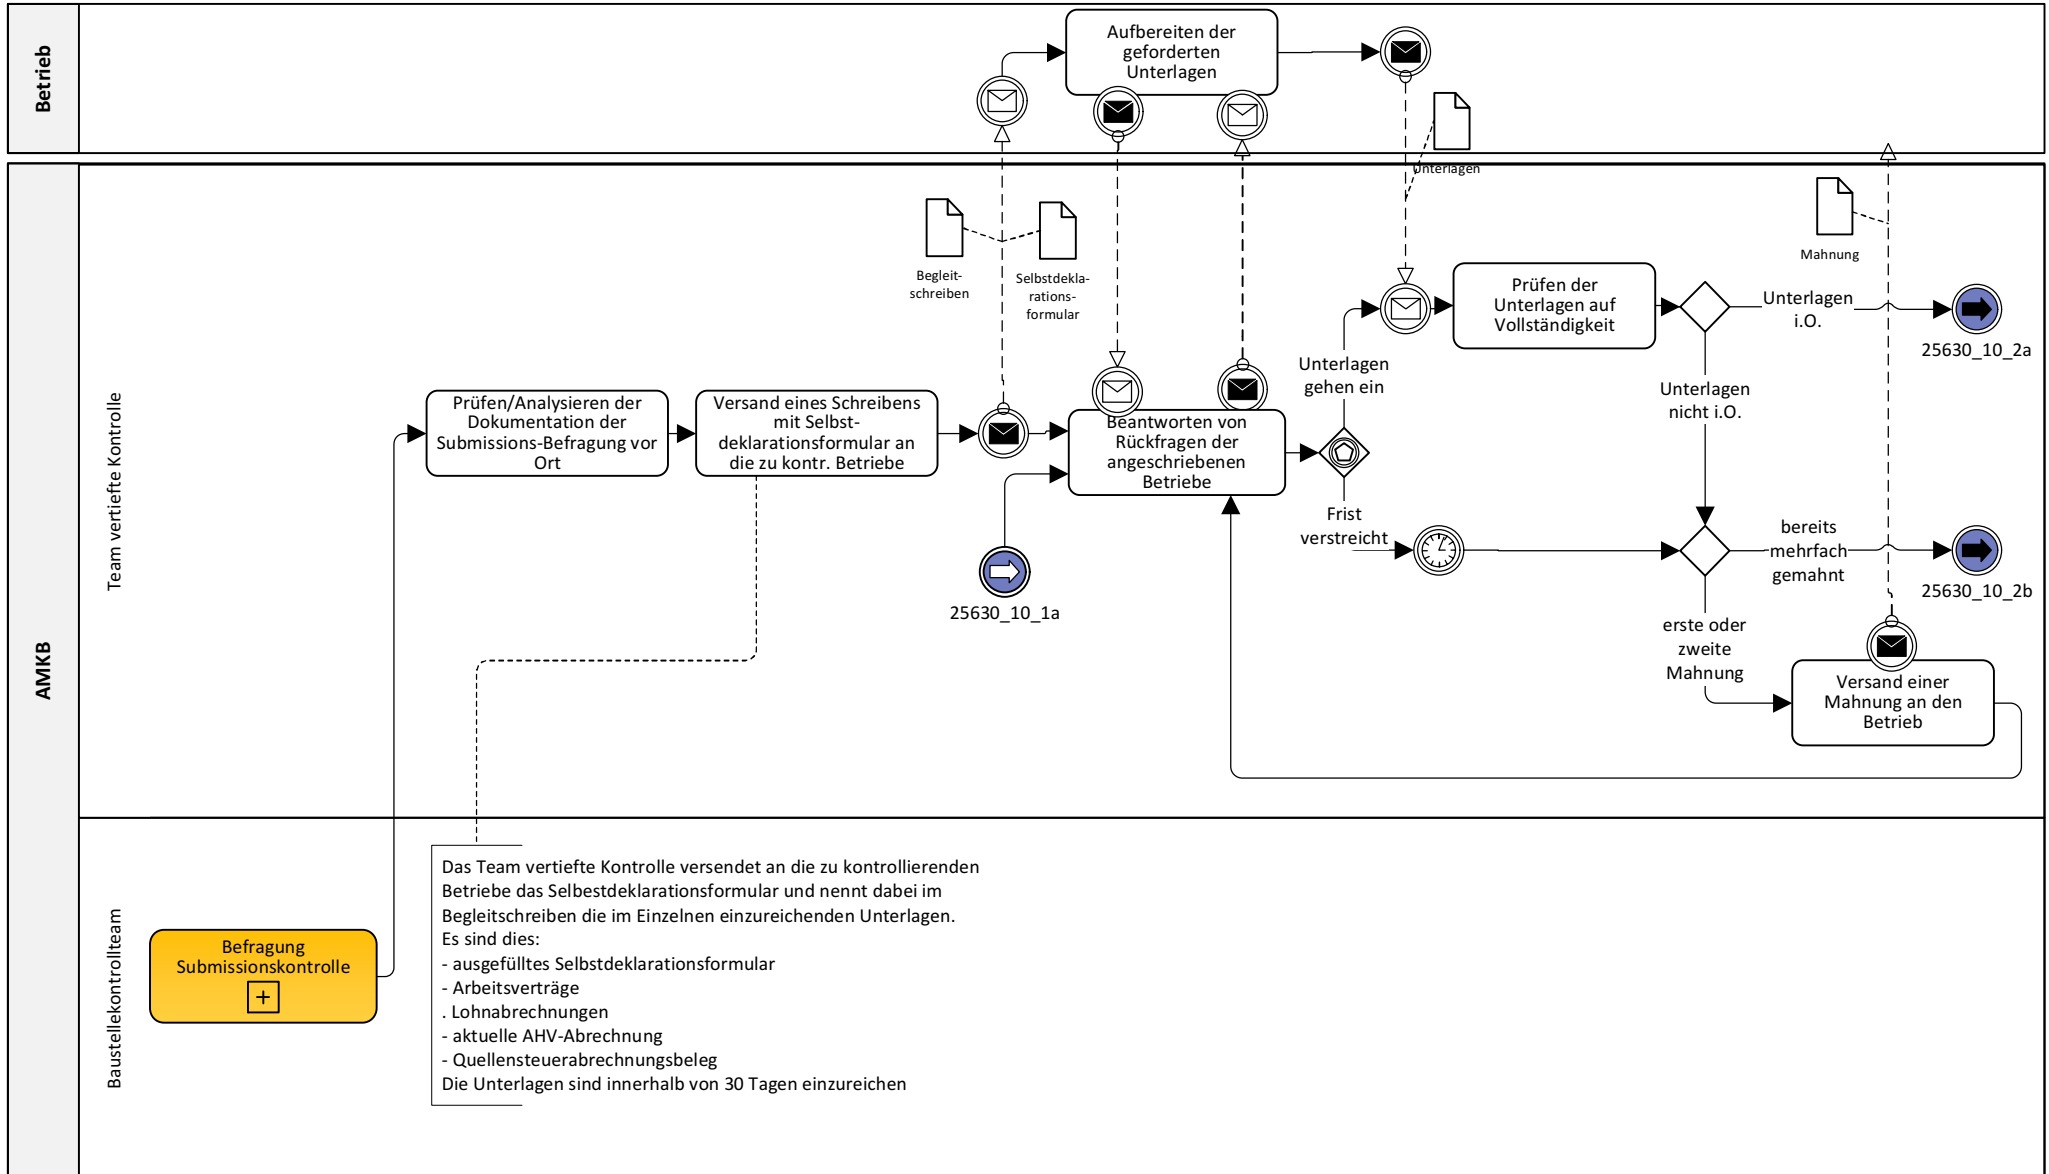 Betrieb
Aufbereiten der
geforderten
Unterlagen
Unterlagen
Begleit-
schreiben
Selbstdekla-
rations-
formular
Mahnung
AMKB
Team vertiefte Kontrolle
Prüfen/Analysieren der
Dokumentation der
Submissions-Befragung vor
Ort
Versand eines Schreibens
mit Selbst-
deklarationsformular an
die zu kontr. Betriebe
25630_10_1a
Beantworten von
Rückfragen der
angeschriebenen
Betriebe
Unterlagen
gehen ein
Frist
verstreicht
Prüfen der
Unterlagen auf
Vollständigkeit
Unterlagen
i.O.
25630_10_2a
Unterlagen
nicht i.O.
bereits
mehrfach
gemahnt
25630_10_2b
erste oder
zweite
Mahnung
Versand einer
Mahnung an den
Betrieb
Baustellekontrollteam
Befragung
Submissionskontrolle
Das Team vertiefte Kontrolle versendet an die zu kontrollierenden
Betriebe das Selbestdeklarationsformular und nennt dabei im
Begleitschreiben die im Einzelnen einzureichenden Unterlagen.
Es sind dies:
- ausgefülltes Selbstdeklarationsformular
- Arbeitsverträge
. Lohnabrechnungen
- aktuelle AHV-Abrechnung
- Quellensteuerabrechnungsbeleg
Die Unterlagen sind innerhalb von 30 Tagen einzureichen